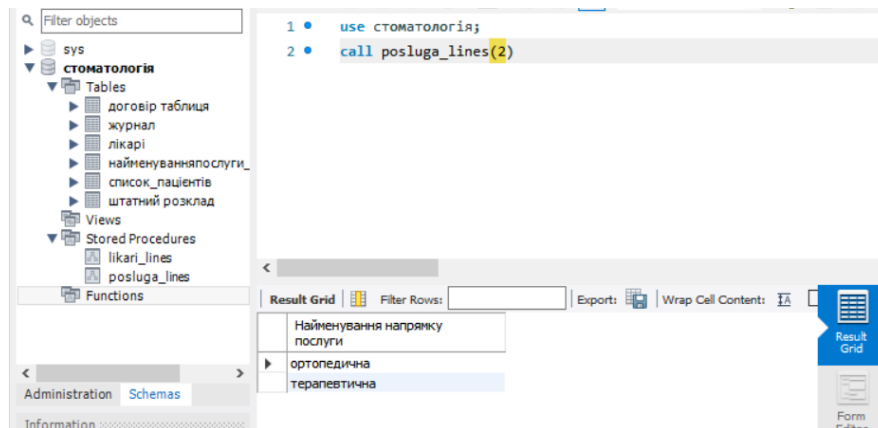 Filter objects
sys
стоматологія
Tables
договір таблиця
журнал
лікарі
найменуванняпослуги_
список_пацієнтів
штатний розклад
Views
Stored Procedures
likari_lines
posluga_lines
Functions
Administration Schemas
Information
1 use стоматологія;
2 call posluga_lines(2)
Result Grid Filter Rows: Export: Wrap Cell Content: IA
Найменування напрямку
послуги
ортопедична
терапевтична
Result
Grid
Form
Editor